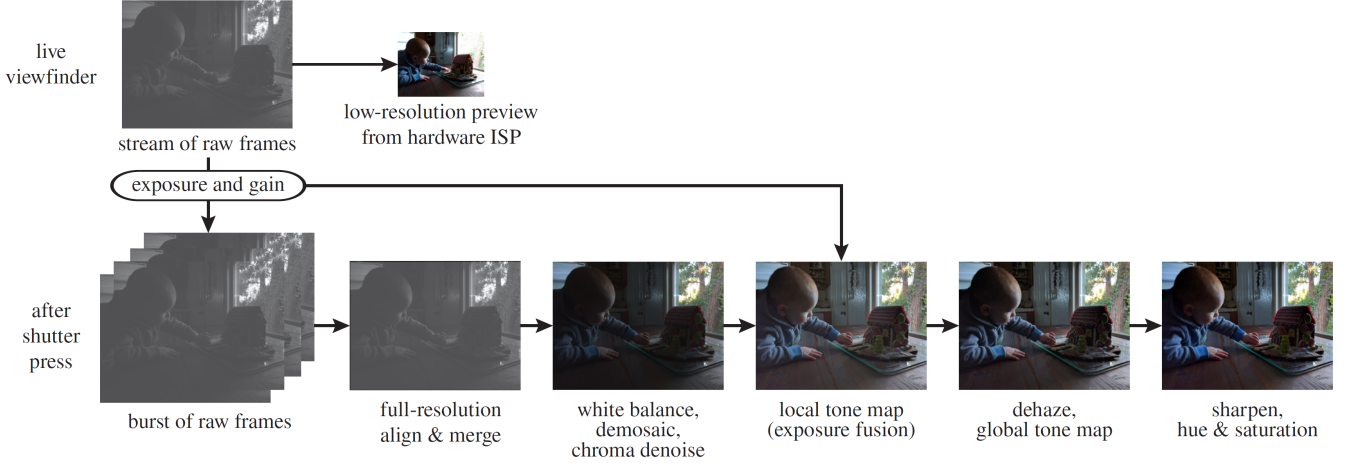 live
viewfinder
stream of raw frames
low-resolution preview
from hardware ISP
exposure and gain
after
shutter
press
burst of raw frames
full-resolution
align & merge
white balance,
demosaic,
chroma denoise
local tone map
(exposure fusion)
dehaze,
global tone map
sharpen,
hue & saturation